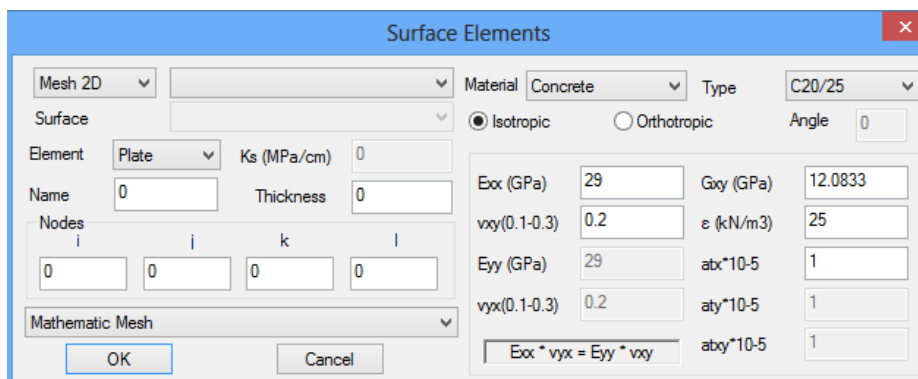 Surface Elements
Mesh 2D
Material Concrete Type C20/25
Surface
Isotropic Orthotropic Angle 0
Element Plate Ks (MPa/cm) 0
Name 0 Thickness 0
Nodes
i j k l
0 0 0 0
Mathematic Mesh
OK Cancel
Exx (GPa) 29 Gxy (GPa) 12.0833
vxy(0.1-0.3) 0.2 ε (kN/m3) 25
Eyy (GPa) 29 atx*10-5 1
vyx(0.1-0.3) 0.2 aty*10-5 1
Exx * vyx = Eyy * vxy atxy*10-5 1